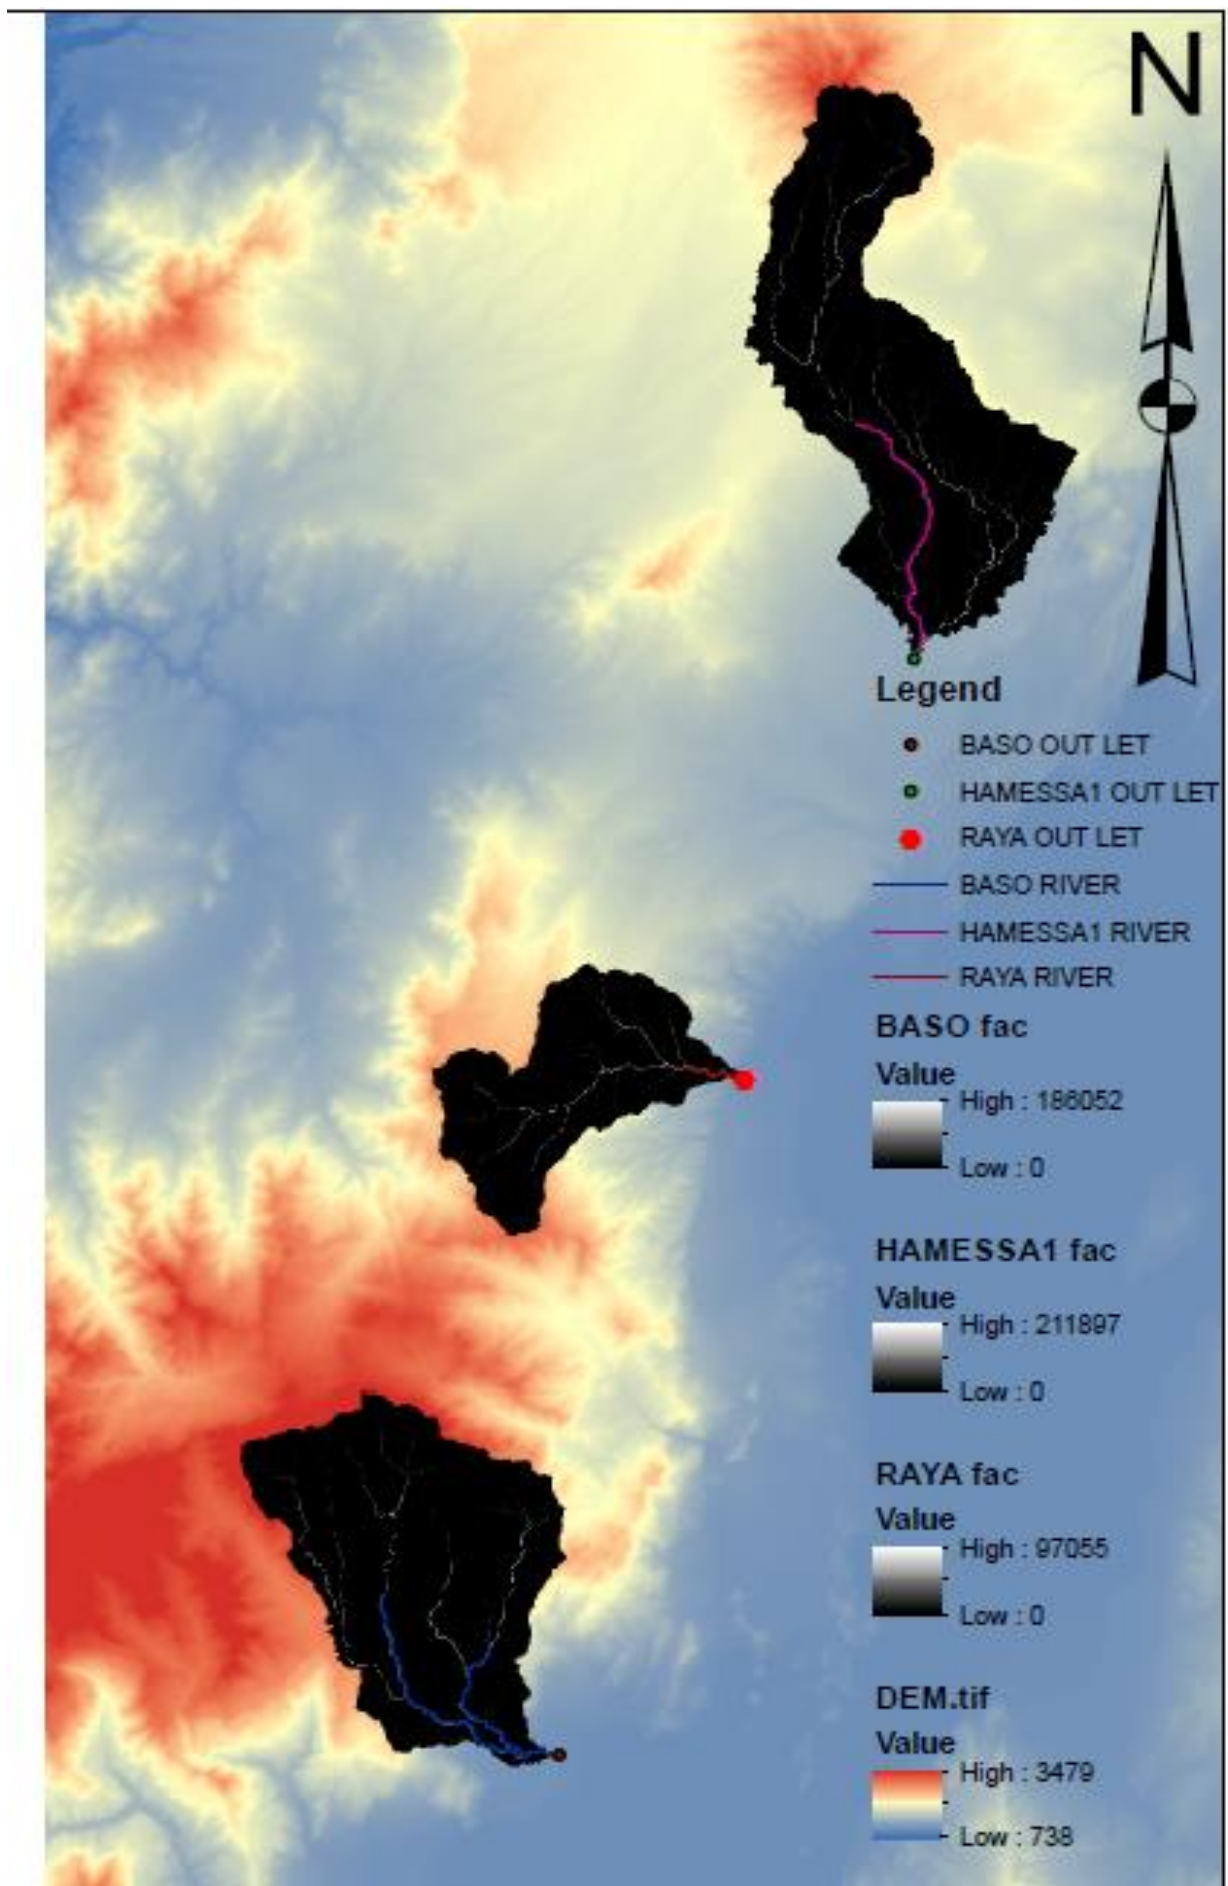 N
Legend
BASO OUT LET
HAMESSA1 OUT LET
RAYA OUT LET
BASO RIVER
HAMESSA1 RIVER
RAYA RIVER
BASO fac
Value
High : 186052
Low : 0
HAMESSA1 fac
Value
High : 211897
Low : 0
RAYA fac
Value
High : 97055
Low : 0
DEM.tif
Value
High : 3479
Low : 738